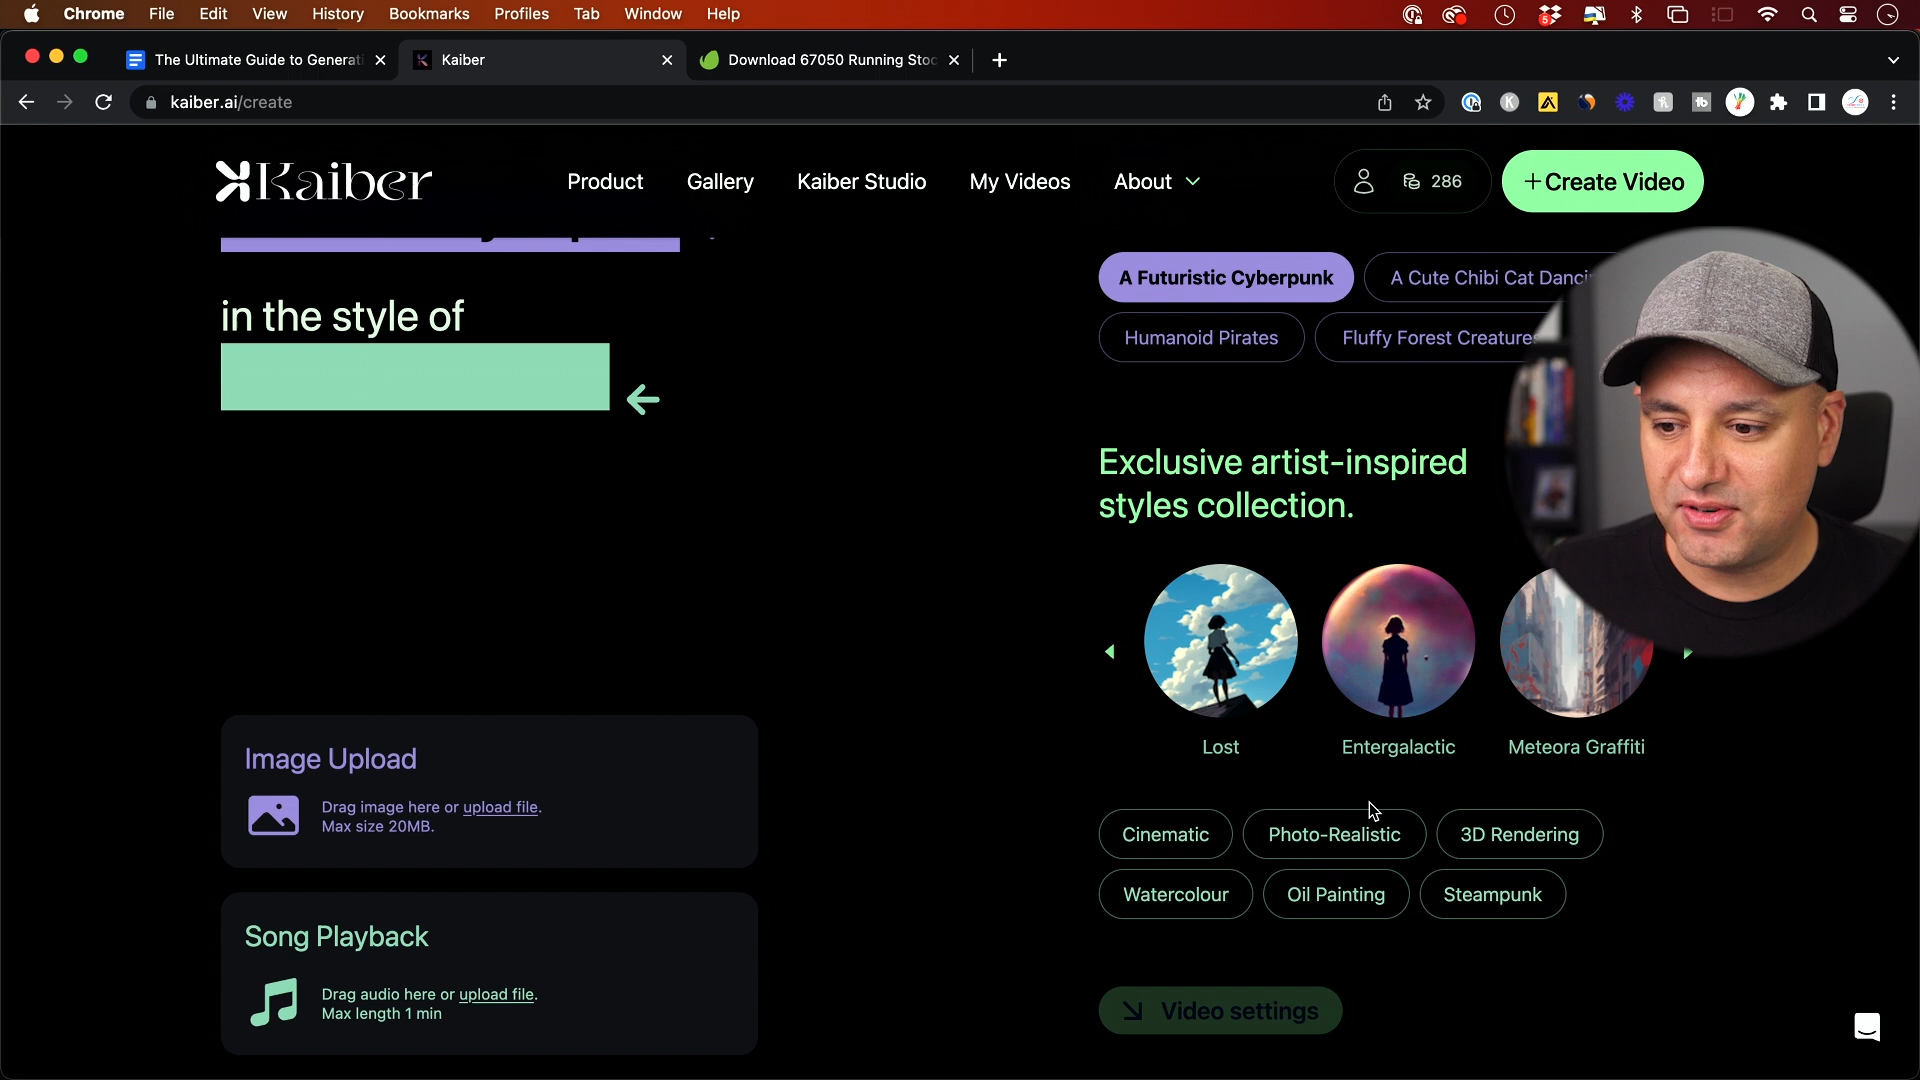 Chrome File Edit View History Bookmarks Profiles Tab Window Help
5
The Ultimate Guide to Generati
Kaiber
Download 67050 Running Stoc
kaiber.ai/create
Kaiber
Product
Gallery
Kaiber Studio
My Videos
About
286
+Create Video
in the style of
A Futuristic Cyberpunk
A Cute Chibi Cat Danci
Humanoid Pirates
Fluffy Forest Creatures
Exclusive artist-inspired
styles collection.
Lost
Entergalactic
Meteora Graffiti
Image Upload
Drag image here or upload file.
Max size 20MB.
Cinematic
Photo-Realistic
3D Rendering
Watercolour
Oil Painting
Steampunk
Song Playback
Drag audio here or upload file.
Max length 1 min
Video settings